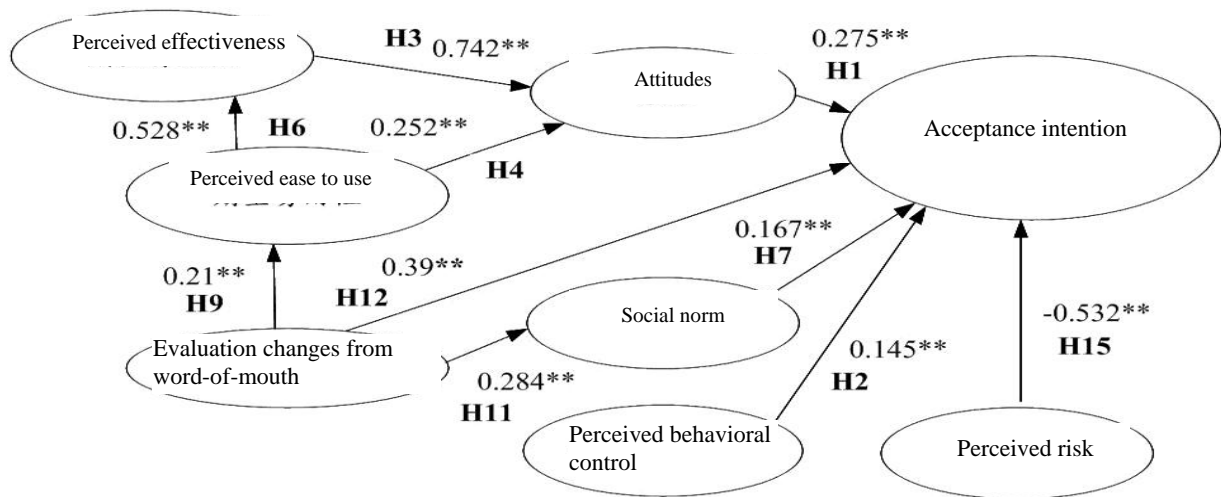 Perceived effectiveness
H3
0.742**
0.275**
H1
Attitudes
Acceptance intention
0.528**
H6
0.252**
H4
Perceived ease to use
0.167**
H7
0.21**
H9
0.39**
H12
Social norm
-0.532**
H15
Evaluation changes from
word-of-mouth
0.284**
H11
0.145**
H2
Perceived behavioral
control
Perceived risk